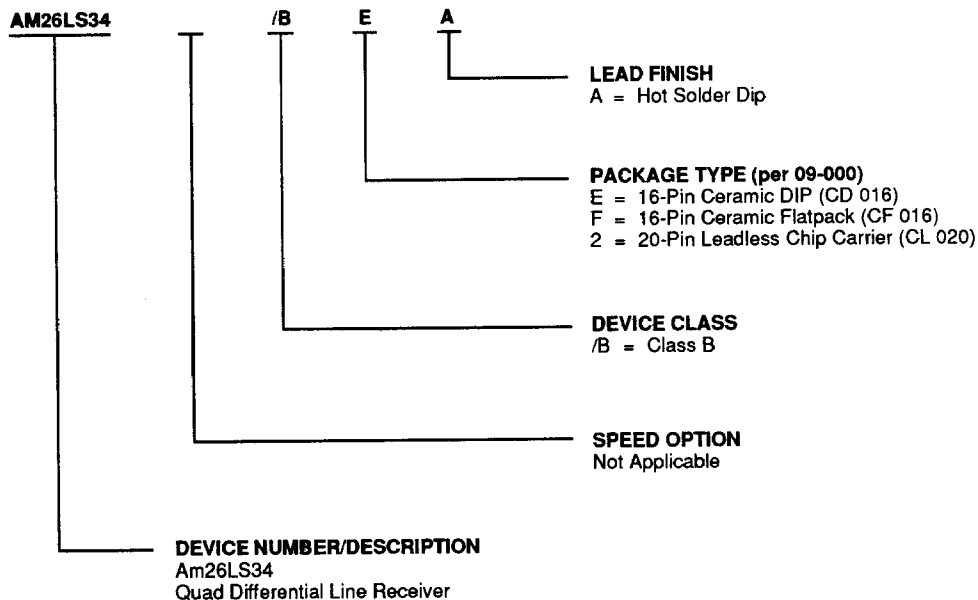 AM26LS34 /B E A
LEAD FINISH
A = Hot Solder Dip
PACKAGE TYPE (per 09-000)
E = 16-Pin Ceramic DIP (CD 016)
F = 16-Pin Ceramic Flatpack (CF 016)
2 = 20-Pin Leadless Chip Carrier (CL 020)
DEVICE CLASS
/B = Class B
SPEED OPTION
Not Applicable
DEVICE NUMBER/DESCRIPTION
Am26LS34
Quad Differential Line Receiver